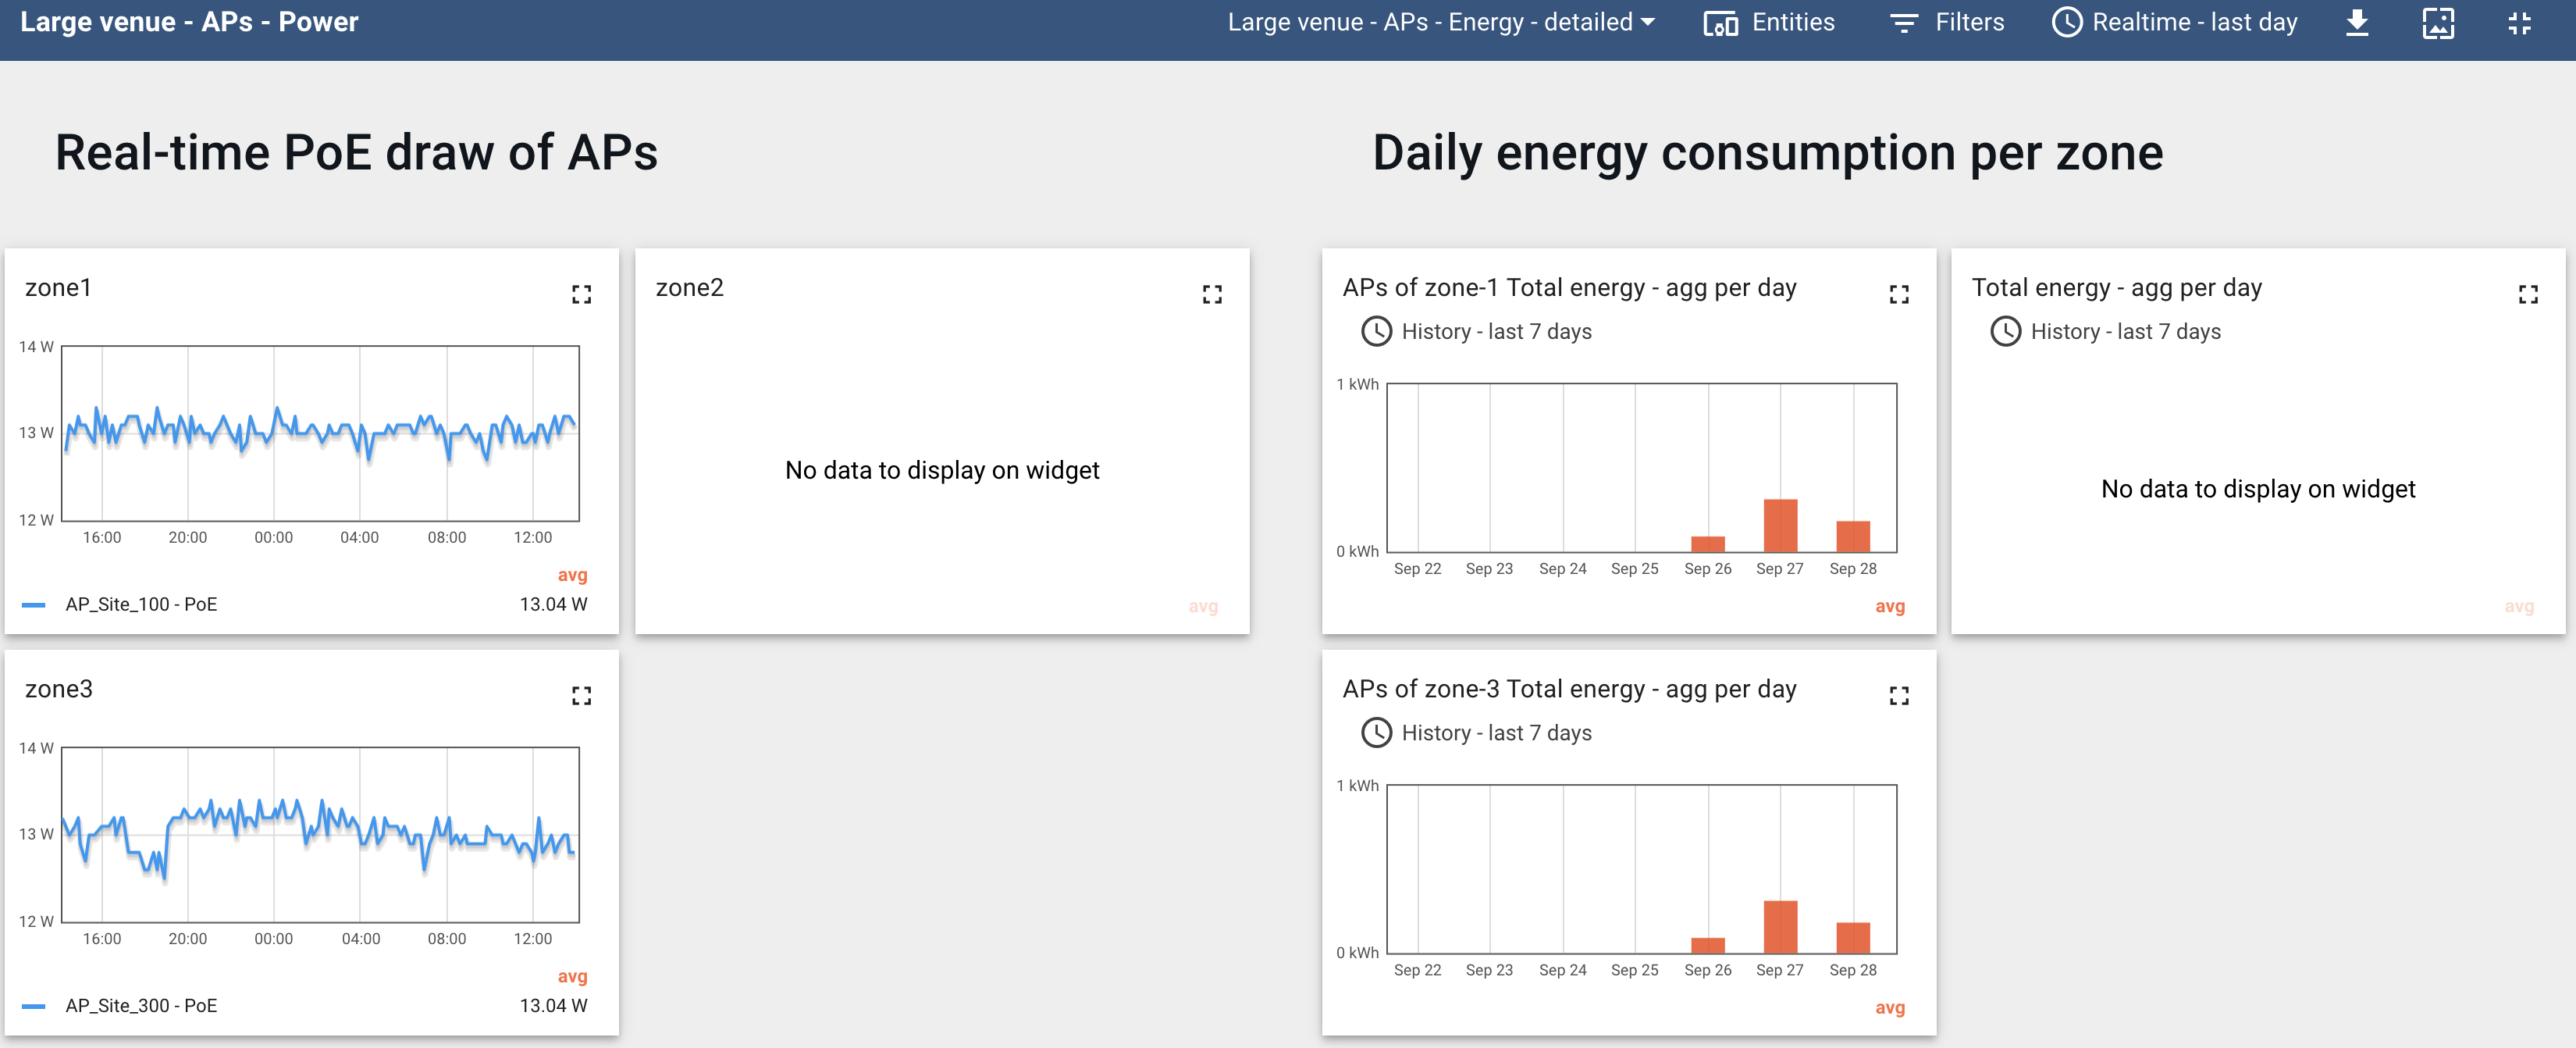 Large venue - APs - Power
Large venue - APs - Energy - detailed
Entities
Filters
Realtime - last day
Real-time PoE draw of APs
Daily energy consumption per zone
zone1
14 W
13 W
12 W
16:00 20:00 00:00 04:00 08:00 12:00
avg
AP_Site_100 - PoE 13.04 W
zone2
No data to display on widget
avg
APs of zone-1 Total energy - agg per day
History - last 7 days
1 kWh
0 kWh
Sep 22 Sep 23 Sep 24 Sep 25 Sep 26 Sep 27 Sep 28
avg
Total energy - agg per day
History - last 7 days
No data to display on widget
avg
zone3
14 W
13 W
12 W
16:00 20:00 00:00 04:00 08:00 12:00
avg
AP_Site_300 - PoE 13.04 W
APs of zone-3 Total energy - agg per day
History - last 7 days
1 kWh
0 kWh
Sep 22 Sep 23 Sep 24 Sep 25 Sep 26 Sep 27 Sep 28
avg